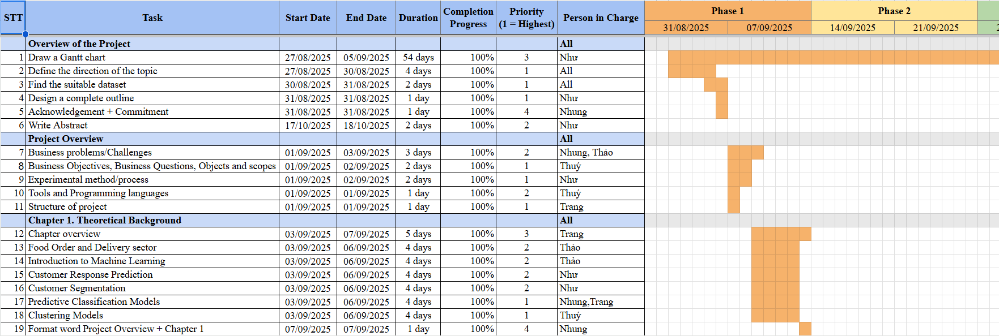 STT Task Start Date End Date Duration Completion Progress Priority (1 = Highest) Person in Charge Phase 1 Phase 2
31/08/2025 07/09/2025 14/09/2025 21/09/2025 2
Overview of the Project All
1 Draw a Gantt chart 27/08/2025 05/09/2025 54 days 100% 3 Như
2 Define the direction of the topic 27/08/2025 30/08/2025 4 days 100% 1 All
3 Find the suitable dataset 30/08/2025 31/08/2025 2 days 100% 1 All
4 Design a complete outline 31/08/2025 31/08/2025 1 day 100% 1 Như
5 Acknowledgement + Commitment 31/08/2025 31/08/2025 1 day 100% 4 Nhung
6 Write Abstract 17/10/2025 18/10/2025 2 days 100% 2 Như
Project Overview All
7 Business problems/Challenges 01/09/2025 03/09/2025 3 days 100% 2 Nhung, Thảo
8 Business Objectives, Business Questions, Objects and scopes 01/09/2025 02/09/2025 2 days 100% 1 Thuý
9 Experimental method/process 01/09/2025 02/09/2025 2 days 100% 1 Như
10 Tools and Programming languages 01/09/2025 01/09/2025 1 day 100% 2 Thuý
11 Structure of project 01/09/2025 01/09/2025 1 day 100% 1 Trang
Chapter 1. Theoretical Background All
12 Chapter overview 03/09/2025 07/09/2025 5 days 100% 3 Trang
13 Food Order and Delivery sector 03/09/2025 06/09/2025 4 days 100% 2 Thảo
14 Introduction to Machine Learning 03/09/2025 06/09/2025 4 days 100% 2 Thảo
15 Customer Response Prediction 03/09/2025 06/09/2025 4 days 100% 2 Như
16 Customer Segmentation 03/09/2025 06/09/2025 4 days 100% 2 Như
17 Predictive Classification Models 03/09/2025 06/09/2025 4 days 100% 1 Nhung,Trang
18 Clustering Models 03/09/2025 06/09/2025 4 days 100% 1 Thuý
19 Format word Project Overview + Chapter 1 07/09/2025 07/09/2025 1 day 100% 4 Nhung